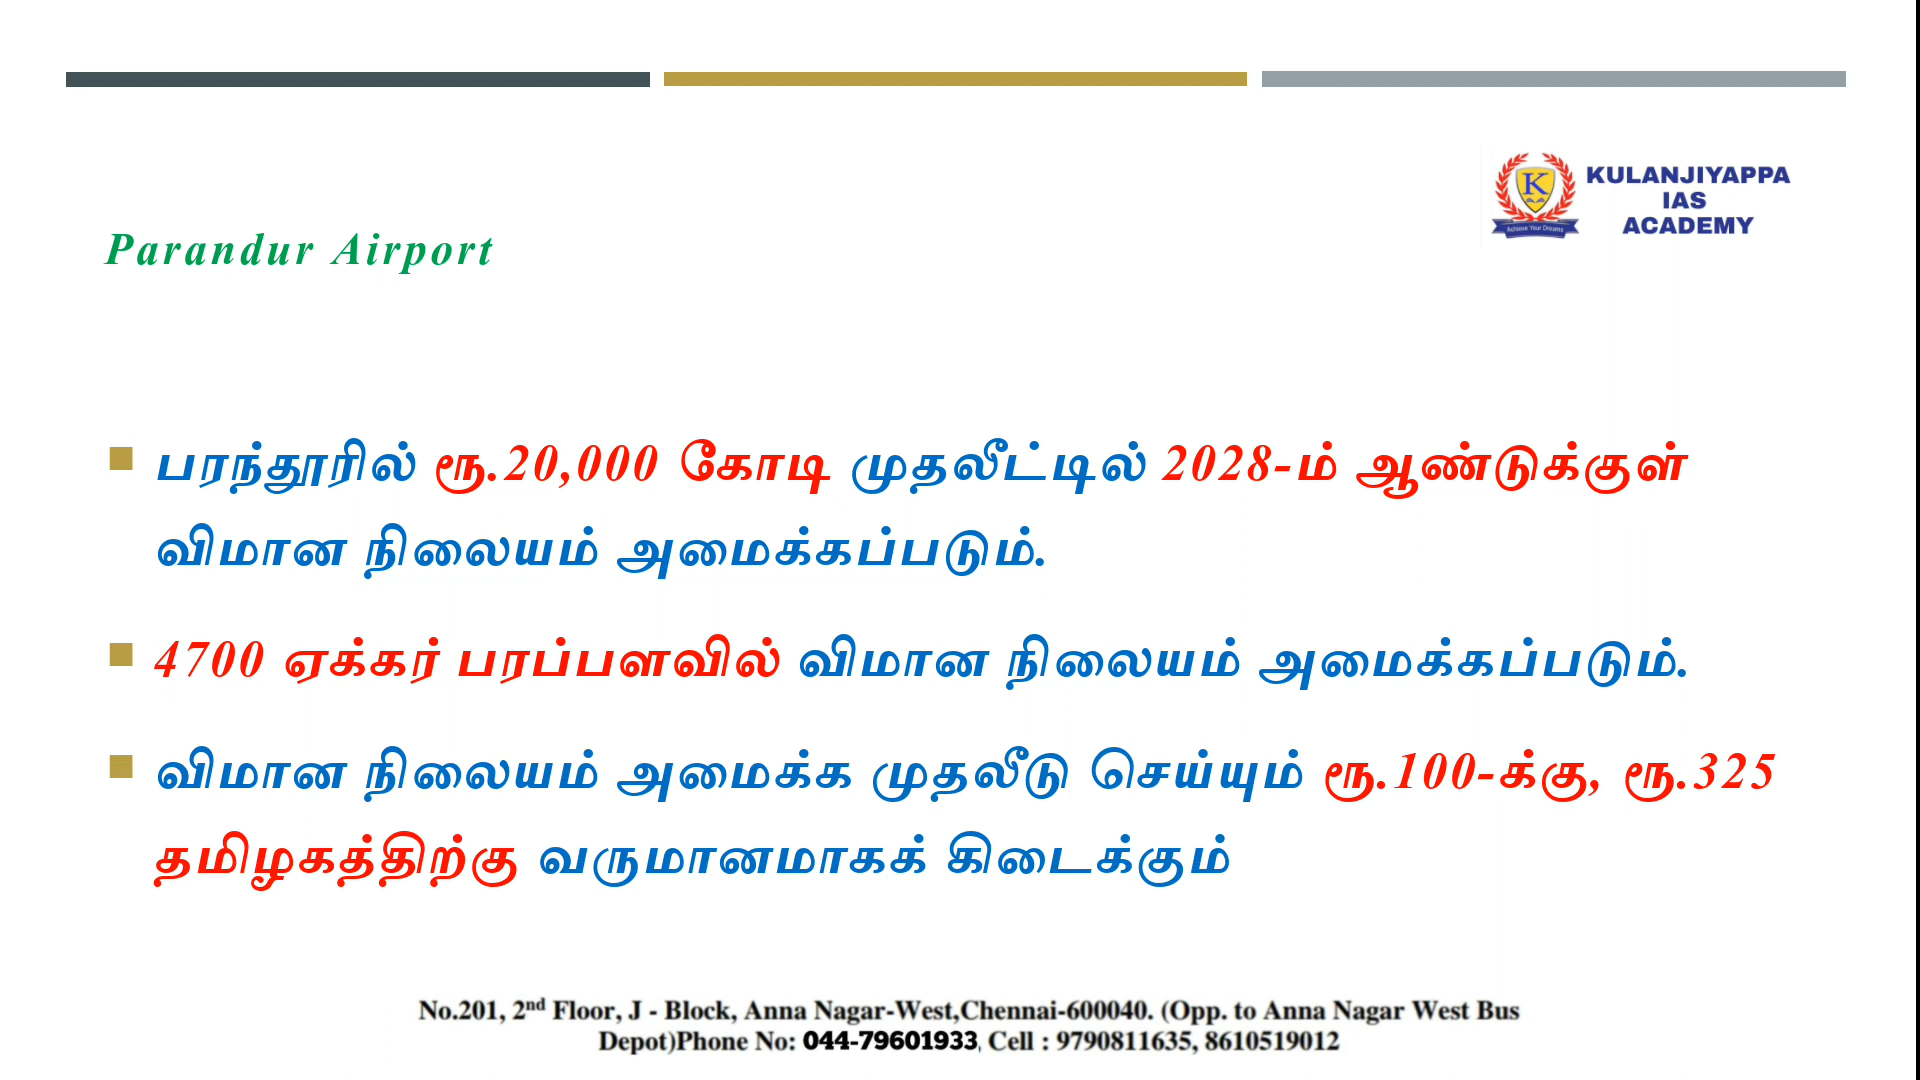 KULANJIYAPPA
IAS
ACADEMY
Achieve Your Dreams
Parandur Airport
பரந்தூரில் ரூ.20,000 கோடி முதலீட்டில் 2028-ம் ஆண்டுக்குள்
விமான நிலையம் அமைக்கப்படும்.
4700 ஏக்கர் பரப்பளவில் விமான நிலையம் அமைக்கப்படும்.
விமான நிலையம் அமைக்க முதலீடு செய்யும் ரூ.100-க்கு, ரூ.325
தமிழகத்திற்கு வருமானமாகக் கிடைக்கும்
No.201, 2nd Floor, J - Block, Anna Nagar-West,Chennai-600040. (Opp. to Anna Nagar West Bus
Depot)Phone No: 044-79601933, Cell : 9790811635, 8610519012